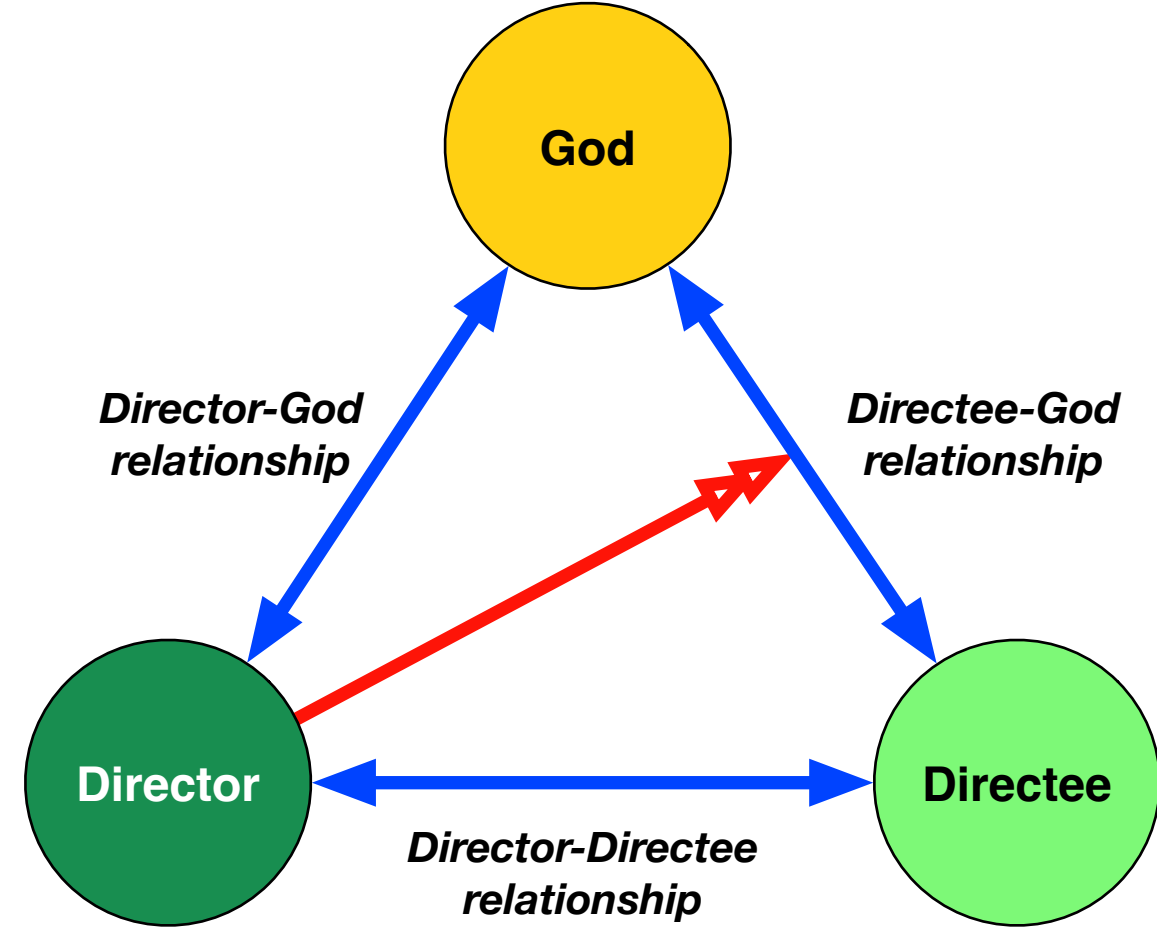 God
Director-God
relationship
Directee-God
relationship
Director
Directee
Director-Directee
relationship